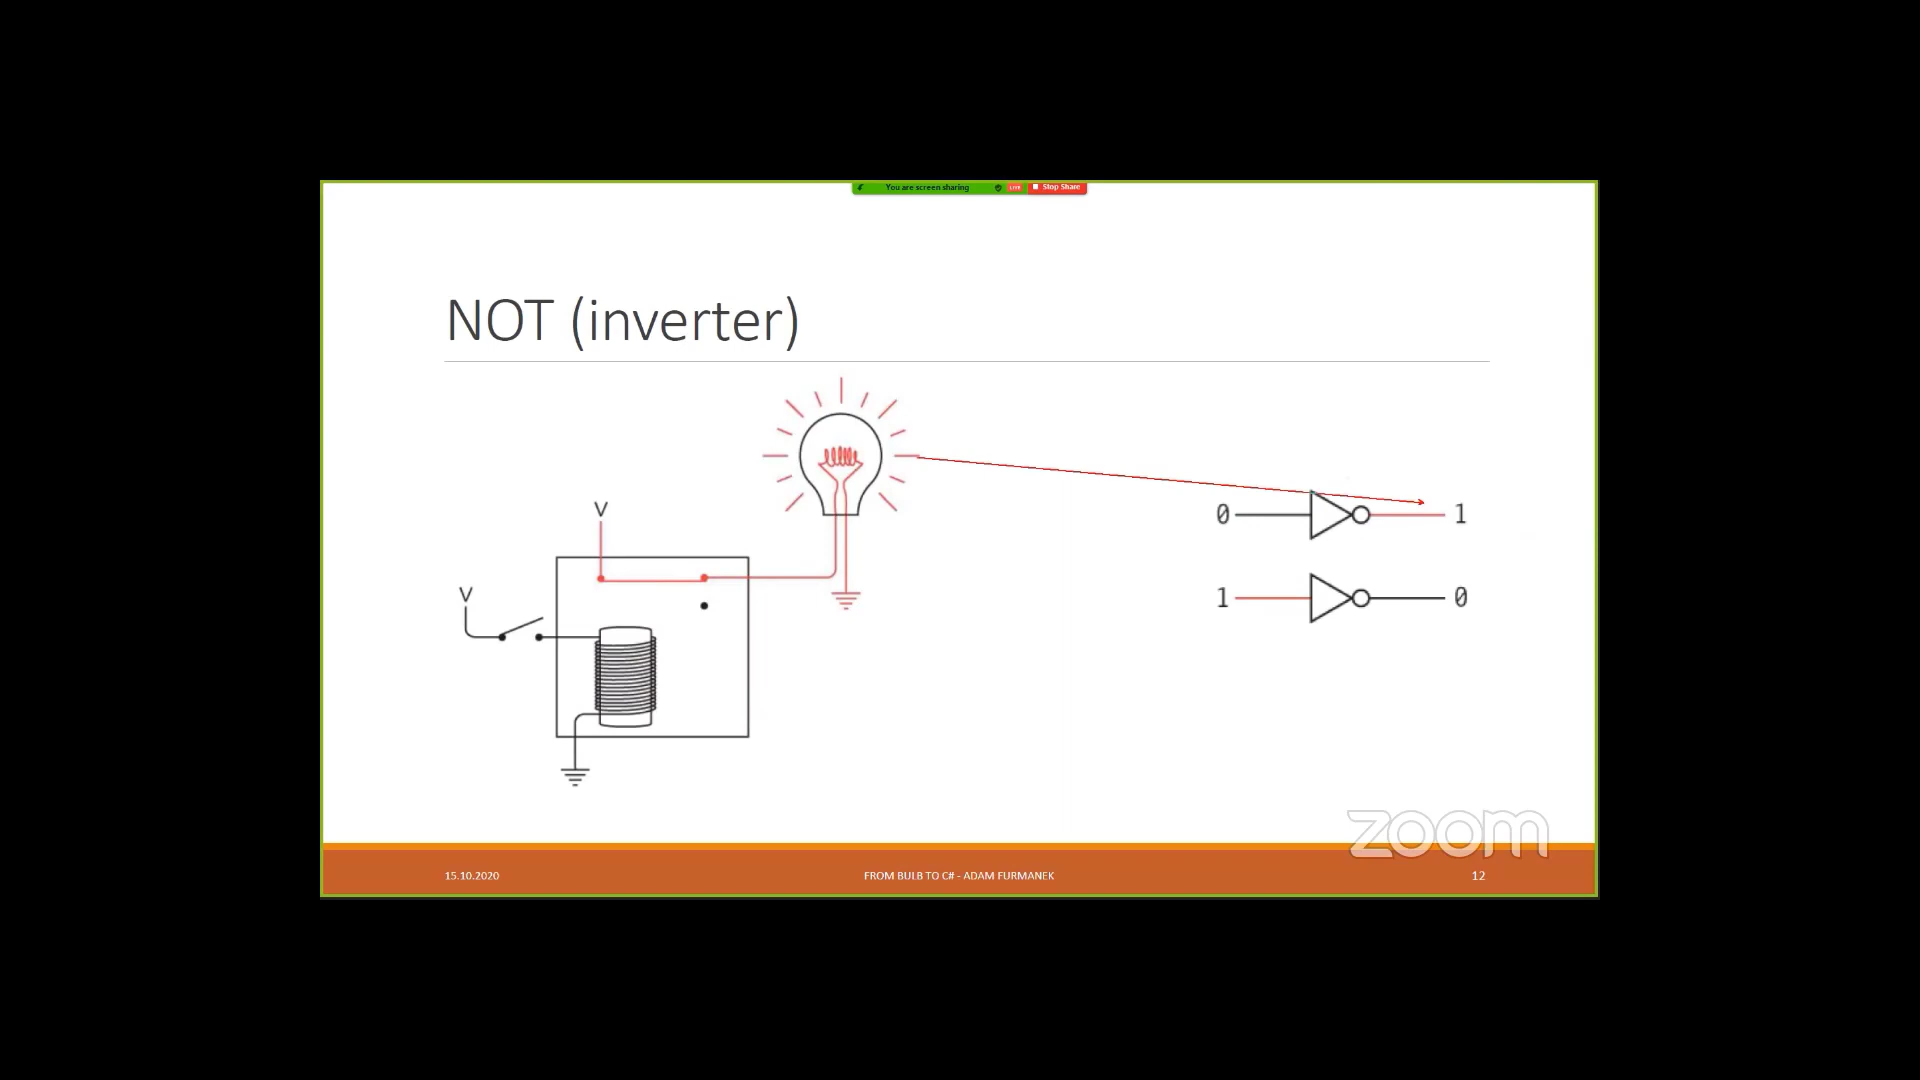 You are screen sharing LIVE Stop Share
NOT (inverter)
V
V
0 1
1 0
zoom
15.10.2020 FROM BULB TO C# - ADAM FURMANEK 12